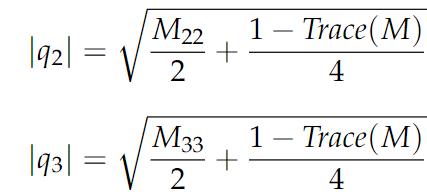 |q₂| = √(M₂₂/2 + (1 − Trace(M))/4)
|q₃| = √(M₃₃/2 + (1 − Trace(M))/4)